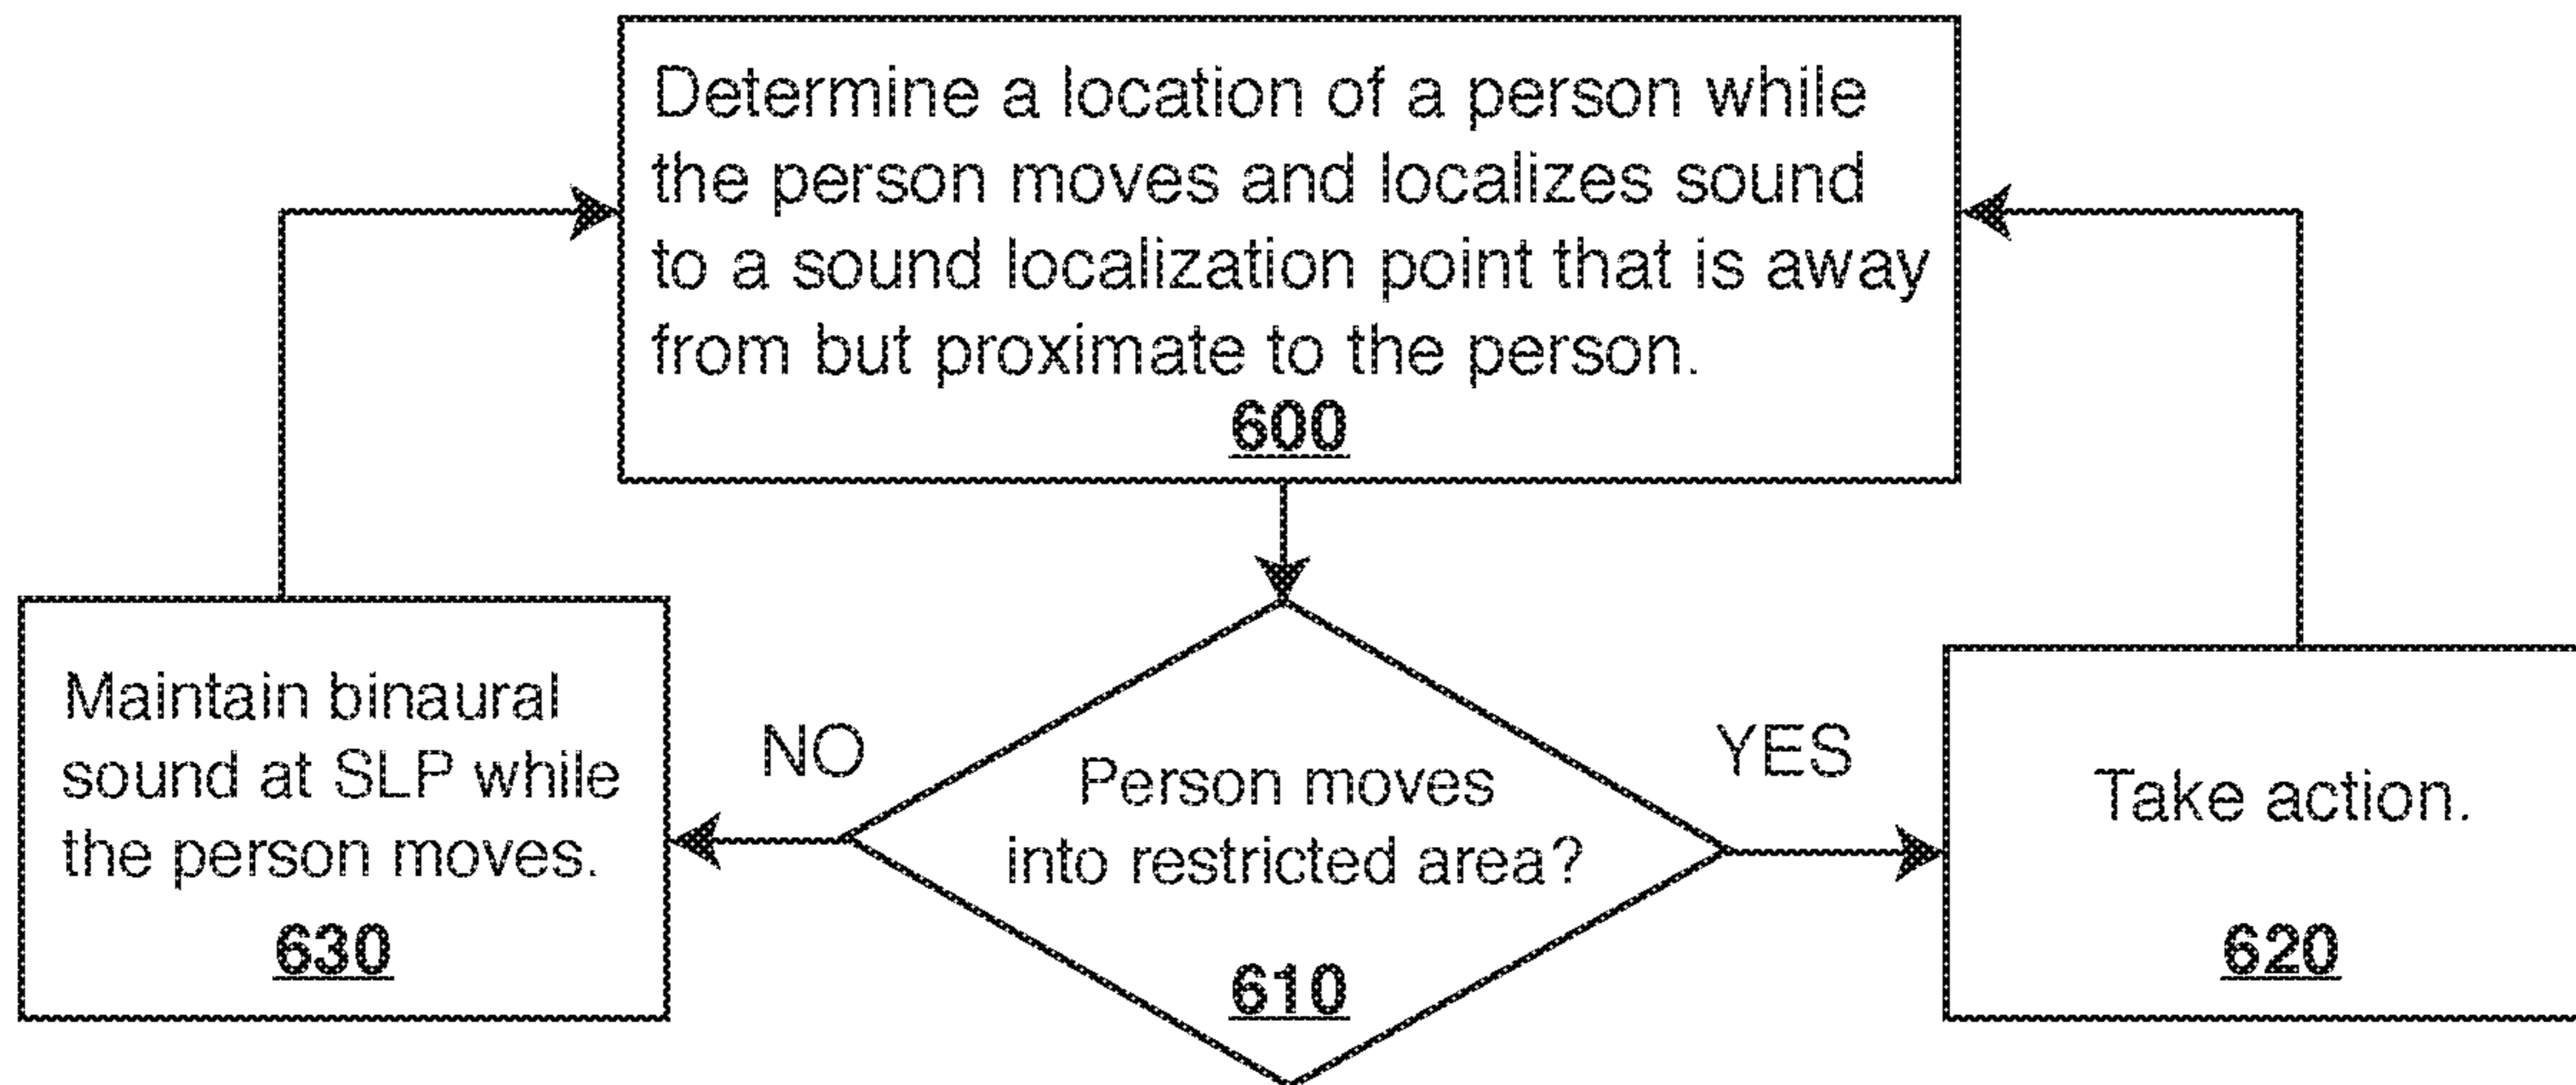 Determine a location of a person while
the person moves and localizes sound
to a sound localization point that is away
from but proximate to the person.
600
Maintain binaural
sound at SLP while
the person moves.
630
NO
Person moves
into restricted area?
610
YES
Take action.
620